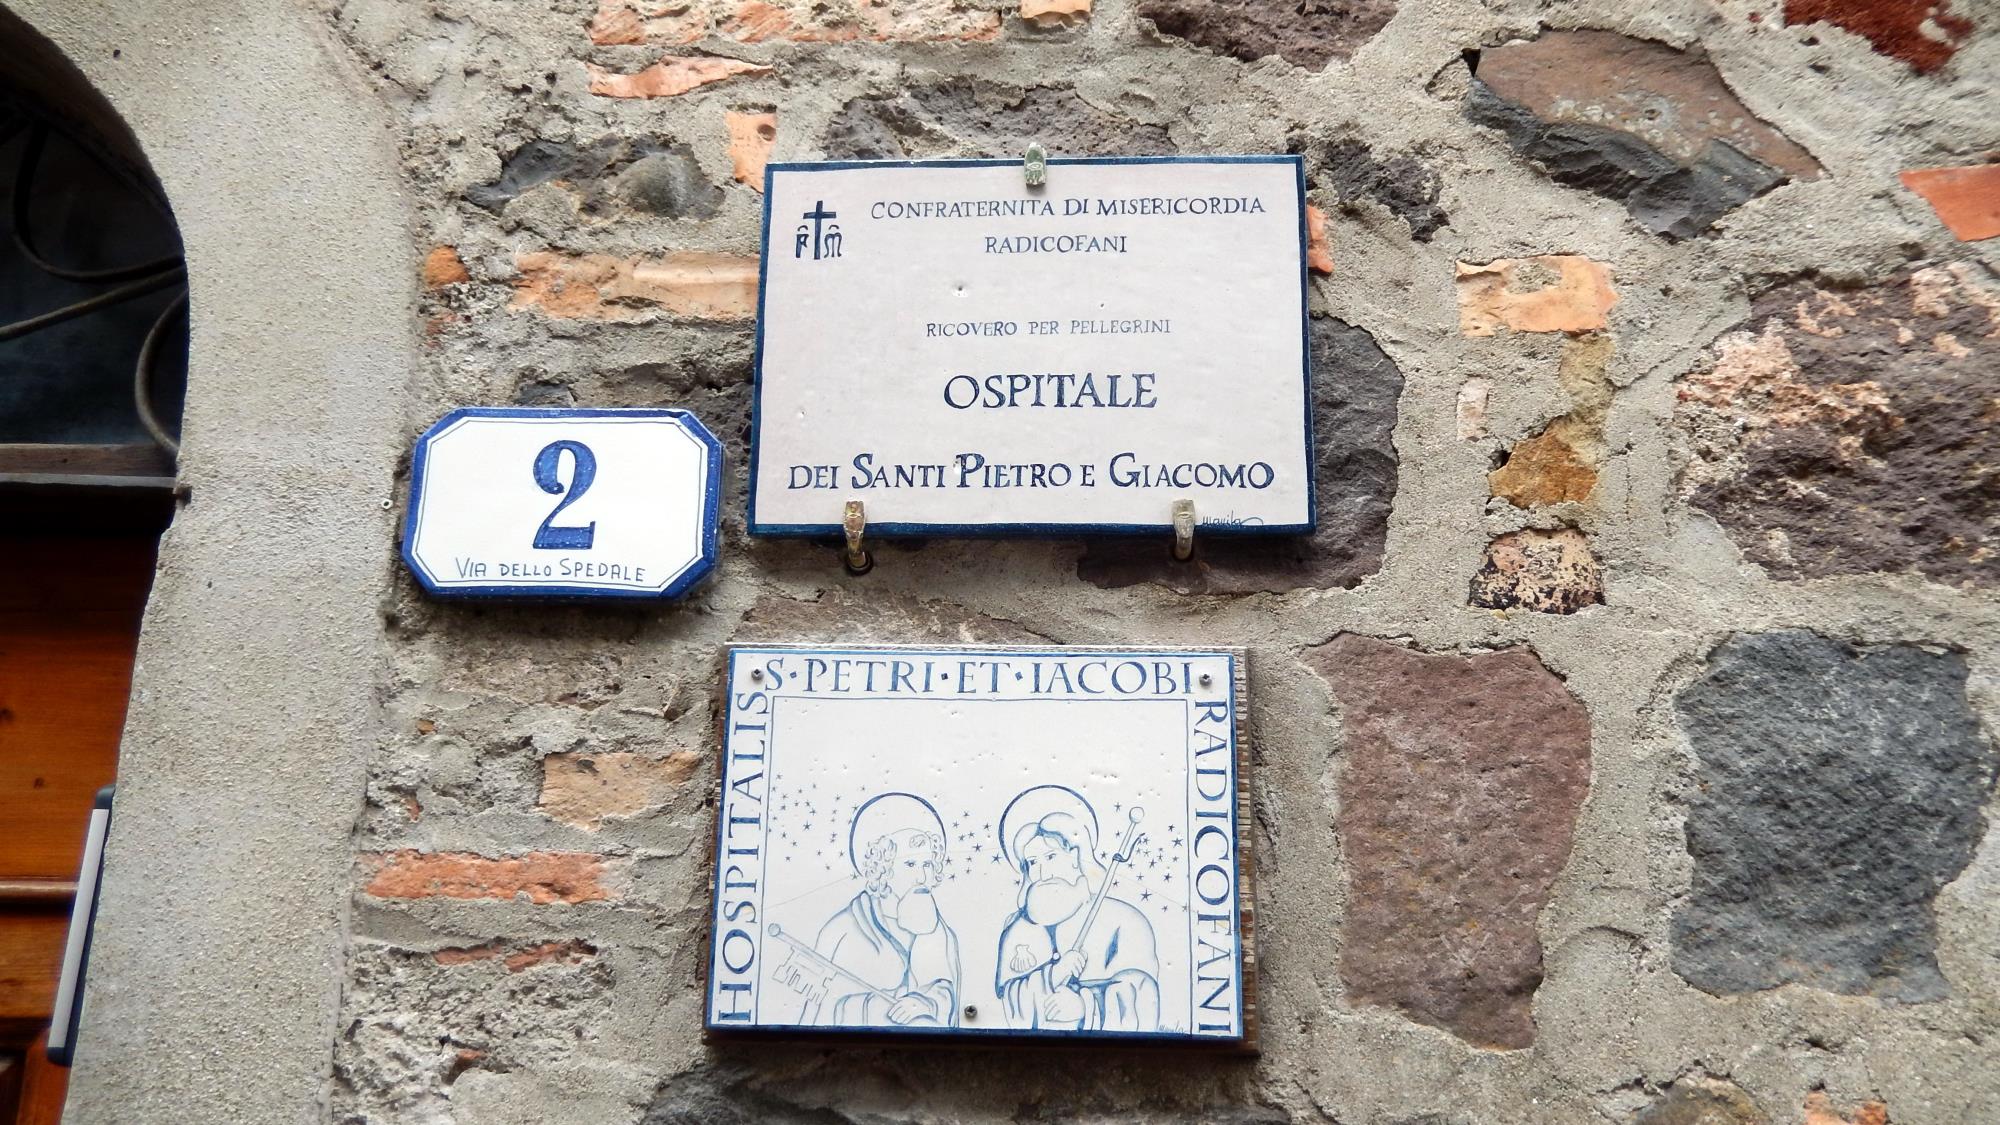 CONFRATERNITA DI MISERICORDIA
RADICOFANI
RICOVERO PER PELLEGRINI
OSPITALE
DEI SANTI PIETRO E GIACOMO
2
VIA DELLO SPEDALE
HOSPITALIS
S·PETRI·ET·IACOBI
RADICOFANI